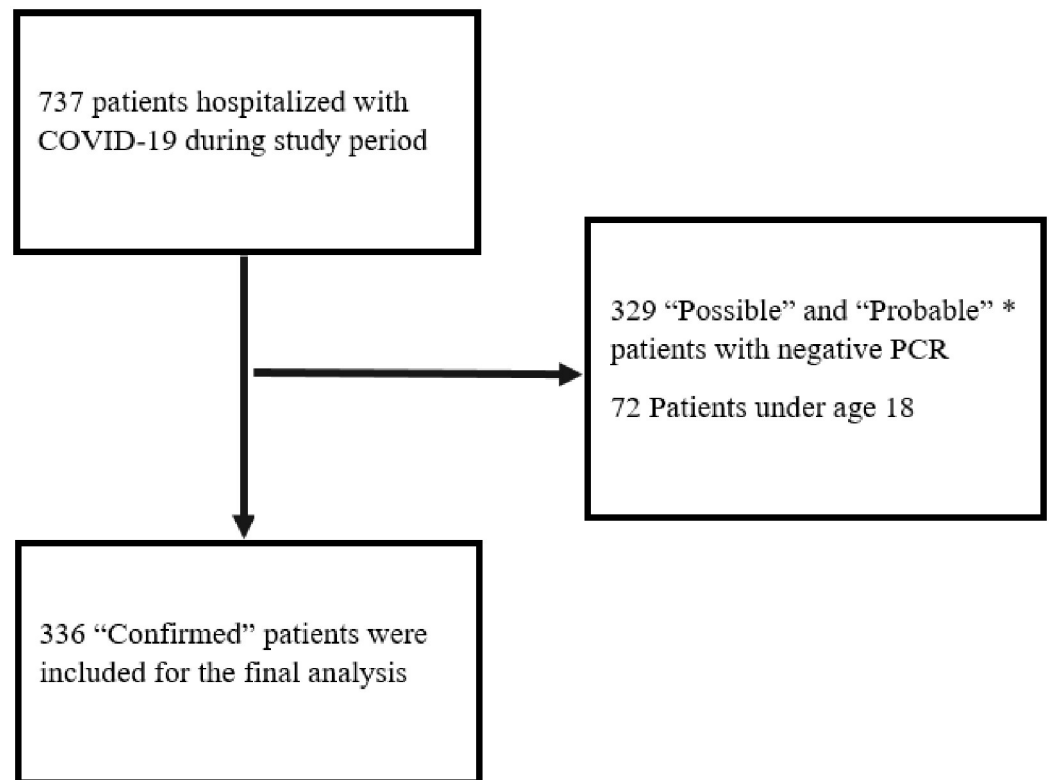 737 patients hospitalized with
COVID-19 during study period
329 “Possible” and “Probable” *
patients with negative PCR
72 Patients under age 18
336 “Confirmed” patients were
included for the final analysis